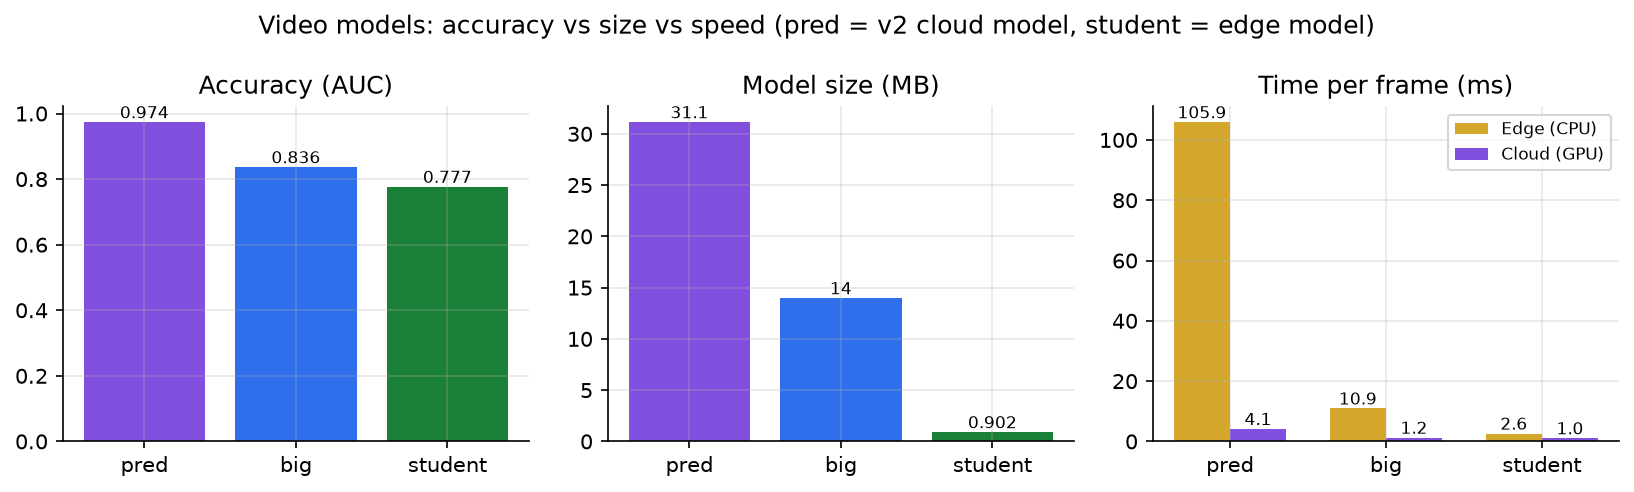 Video models: accuracy vs size vs speed (pred = v2 cloud model, student = edge model)
Accuracy (AUC)
1.0
0.8
0.6
0.4
0.2
0.0
0.974
0.836
0.777
pred
big
student
Model size (MB)
30
25
20
15
10
5
0
31.1
14
0.902
pred
big
student
Time per frame (ms)
100
80
60
40
20
0
105.9
4.1
10.9
1.2
2.6
1.0
Edge (CPU)
Cloud (GPU)
pred
big
student